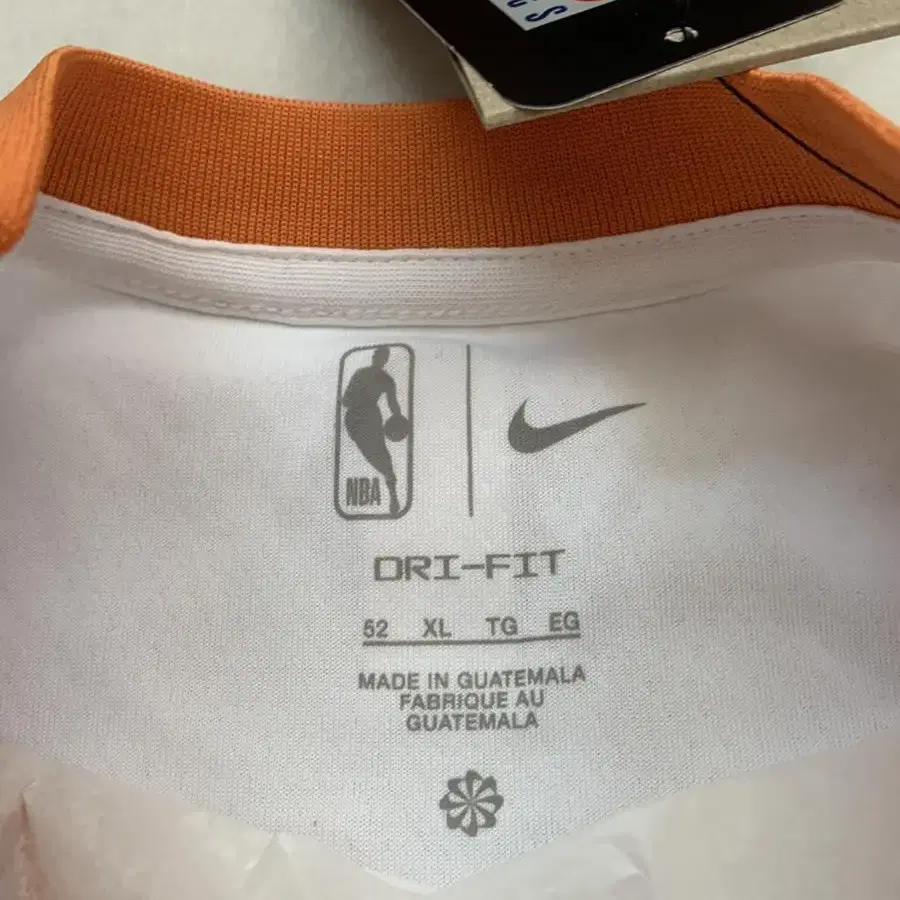 NBA
DRI-FIT
52 XL TG EG
MADE IN GUATEMALA
FABRIQUE AU
GUATEMALA